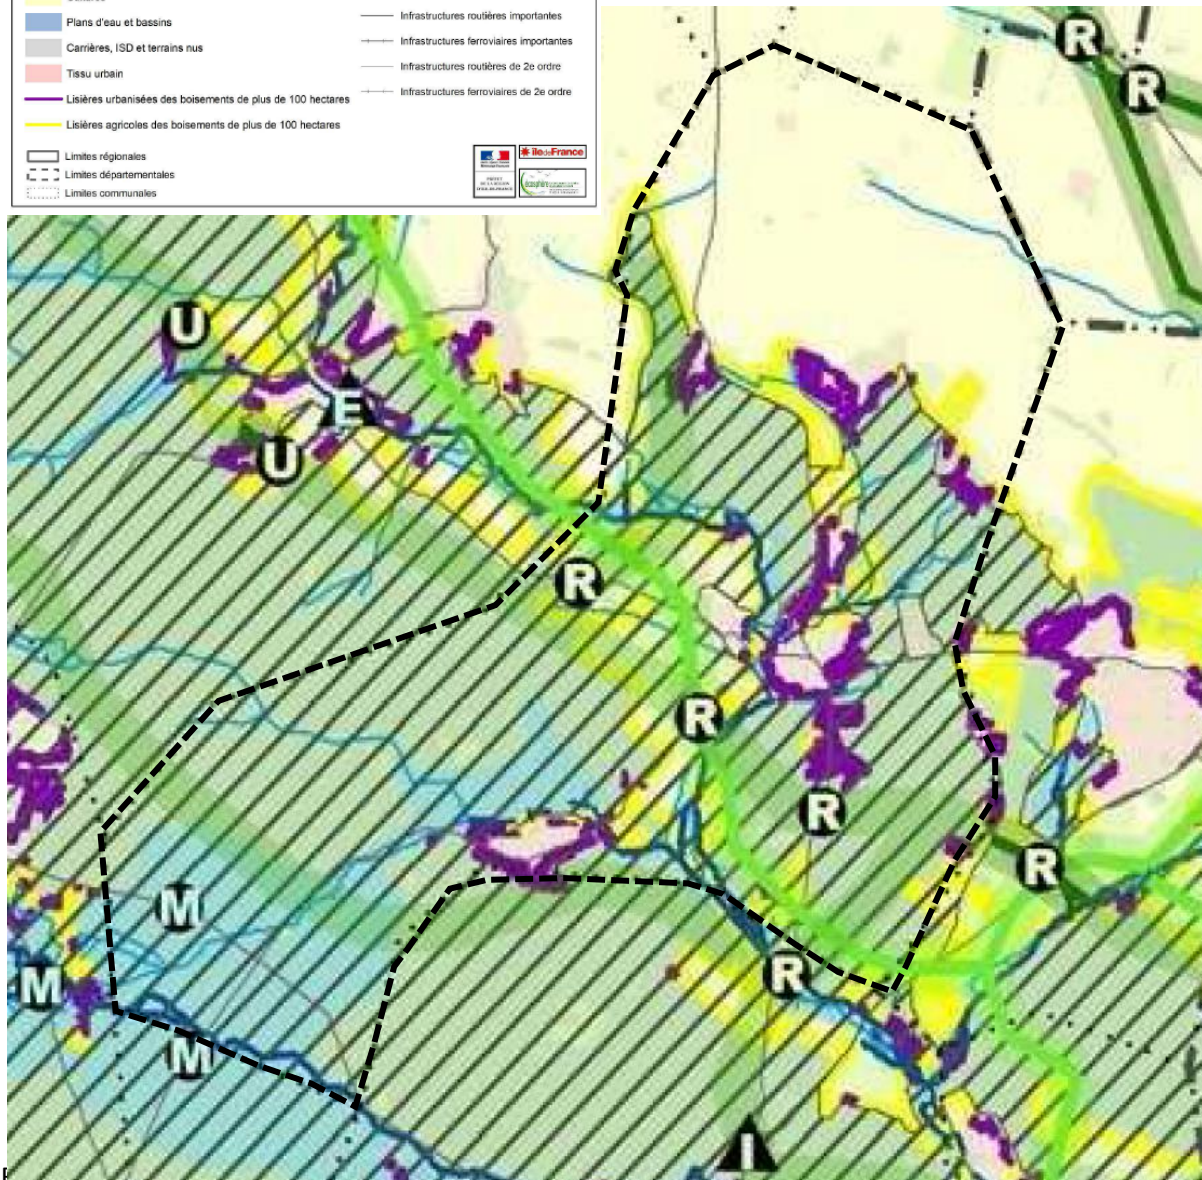 Plans d'eau et bassins
Carrières, ISD et terrains nus
Tissu urbain
Lisières urbanisées des boisements de plus de 100 hectares
Lisières agricoles des boisements de plus de 100 hectares
Limites régionales
Limites départementales
Limites communales
Infrastructures routières importantes
Infrastructures ferroviaires importantes
Infrastructures routières de 2e ordre
Infrastructures ferroviaires de 2e ordre
îledeFrance
R
R
U
E
U
R
R
R
R
M
M
R
M
I